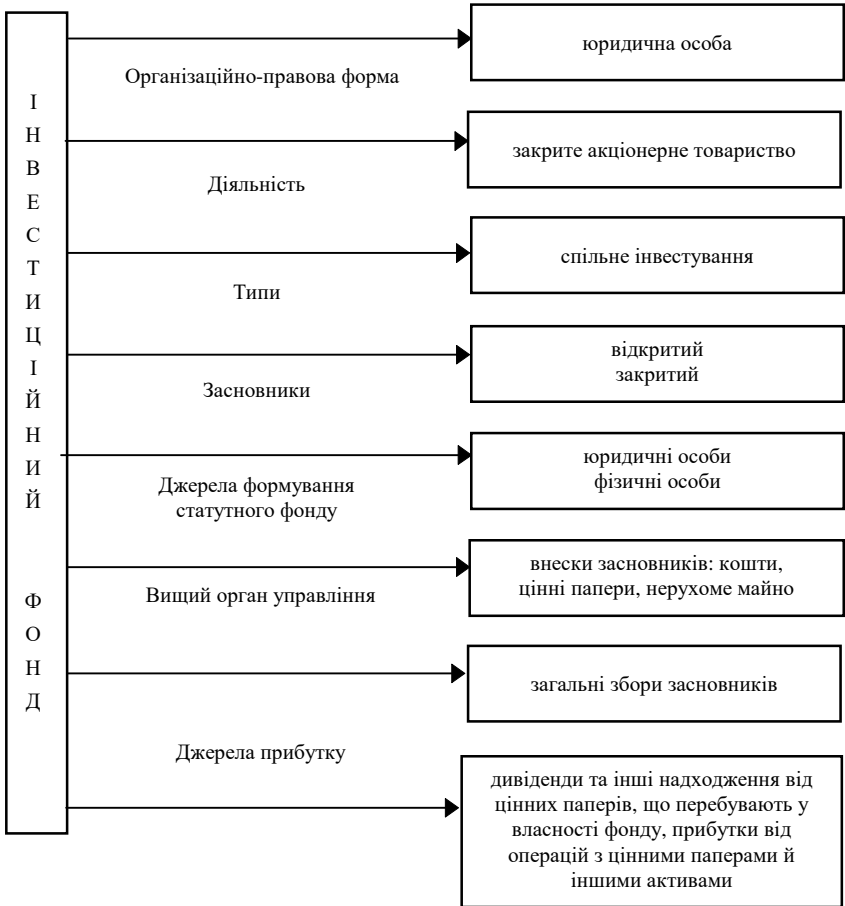 ІНВЕСТИЦІЙНИЙ ФОНД
юридична особа
Організаційно-правова форма
закрите акціонерне товариство
Діяльність
спільне інвестування
Типи
відкритий
закритий
Засновники
юридичні особи
фізичні особи
Джерела формування
статутного фонду
внески засновників: кошти,
цінні папери, нерухоме майно
Вищий орган управління
загальні збори засновників
Джерела прибутку
дивіденди та інші надходження від
цінних паперів, що перебувають у
власності фонду, прибутки від
операцій з цінними паперами й
іншими активами